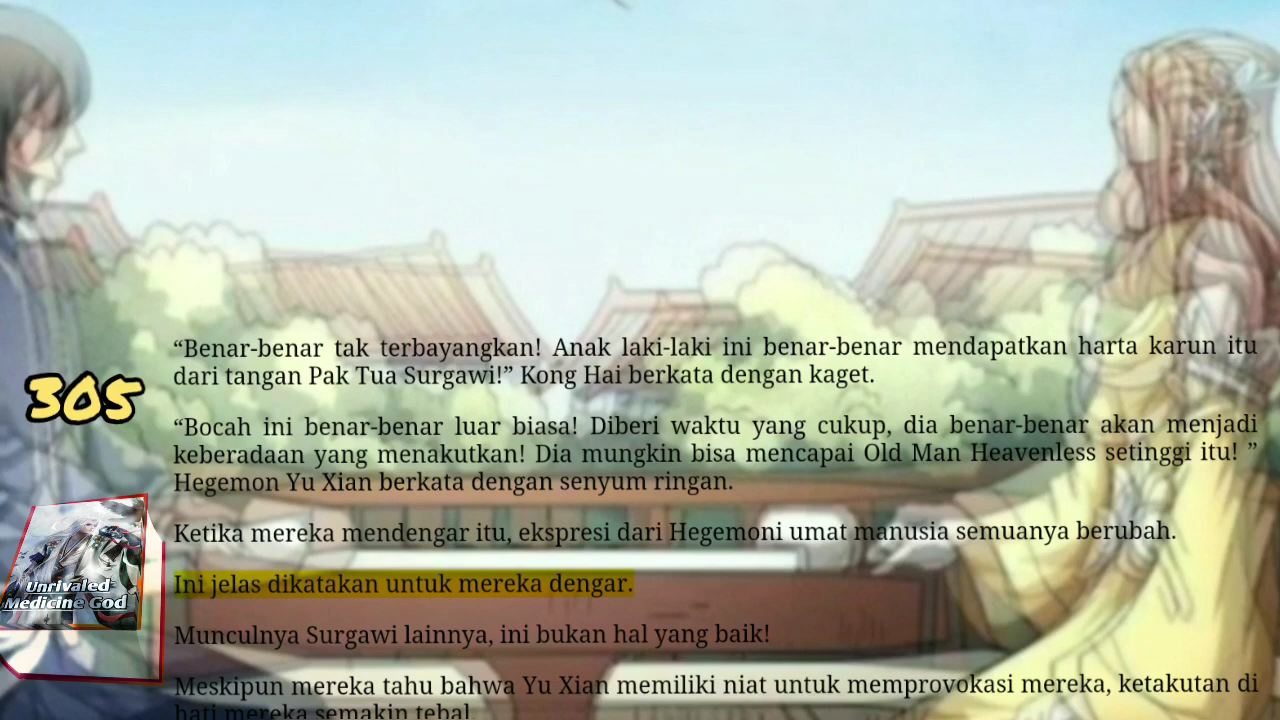 “Benar-benar tak terbayangkan! Anak laki-laki ini benar-benar mendapatkan harta karun itu
dari tangan Pak Tua Surgawi!” Kong Hai berkata dengan kaget.
305
“Bocah ini benar-benar luar biasa! Diberi waktu yang cukup, dia benar-benar akan menjadi
keberadaan yang menakutkan! Dia mungkin bisa mencapai Old Man Heavenless setinggi itu! ”
Hegemon Yu Xian berkata dengan senyum ringan.
Ketika mereka mendengar itu, ekspresi dari Hegemoni umat manusia semuanya berubah.
Ini jelas dikatakan untuk mereka dengar.
Unrivaled
Medicine God
Munculnya Surgawi lainnya, ini bukan hal yang baik!
Meskipun mereka tahu bahwa Yu Xian memiliki niat untuk memprovokasi mereka, ketakutan di
hati mereka semakin tebal